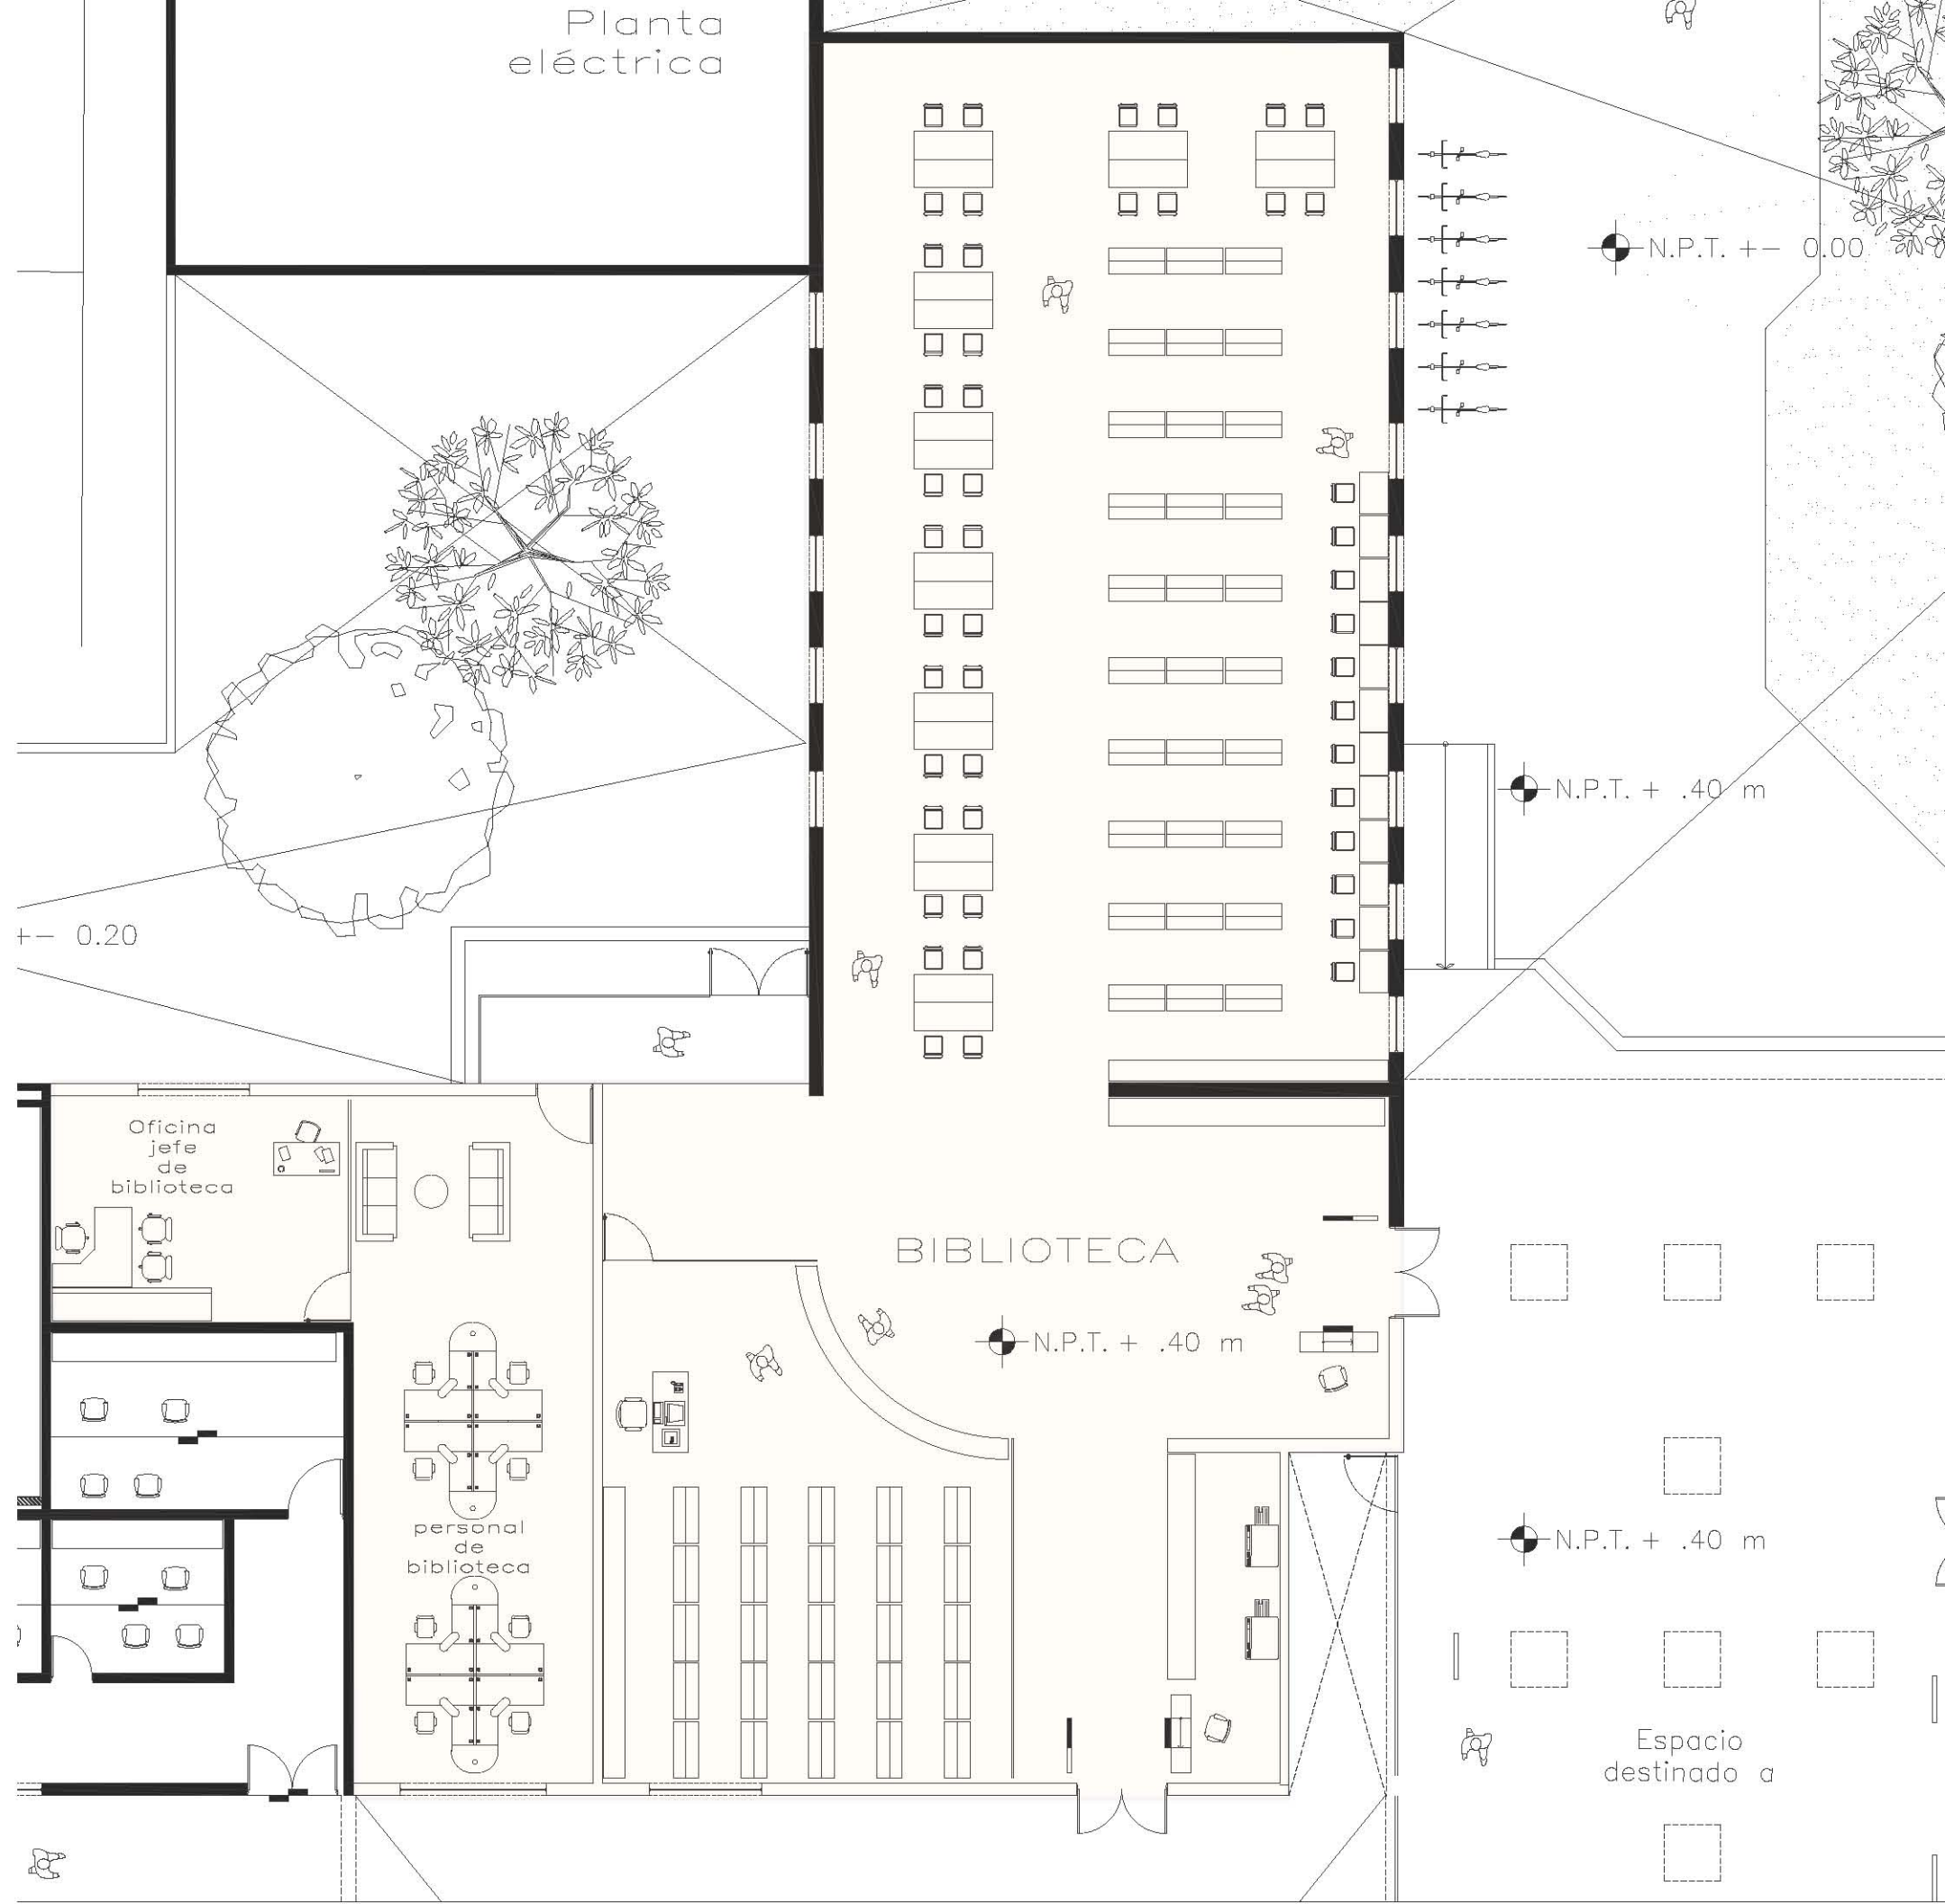 Planta
eléctrica
N.P.T. +- 0.00
N.P.T. + .40 m
+- 0.20
Oficina
jefe
de
biblioteca
BIBLIOTECA
N.P.T. + .40 m
personal
de
biblioteca
N.P.T. + .40 m
Espacio
destinado a